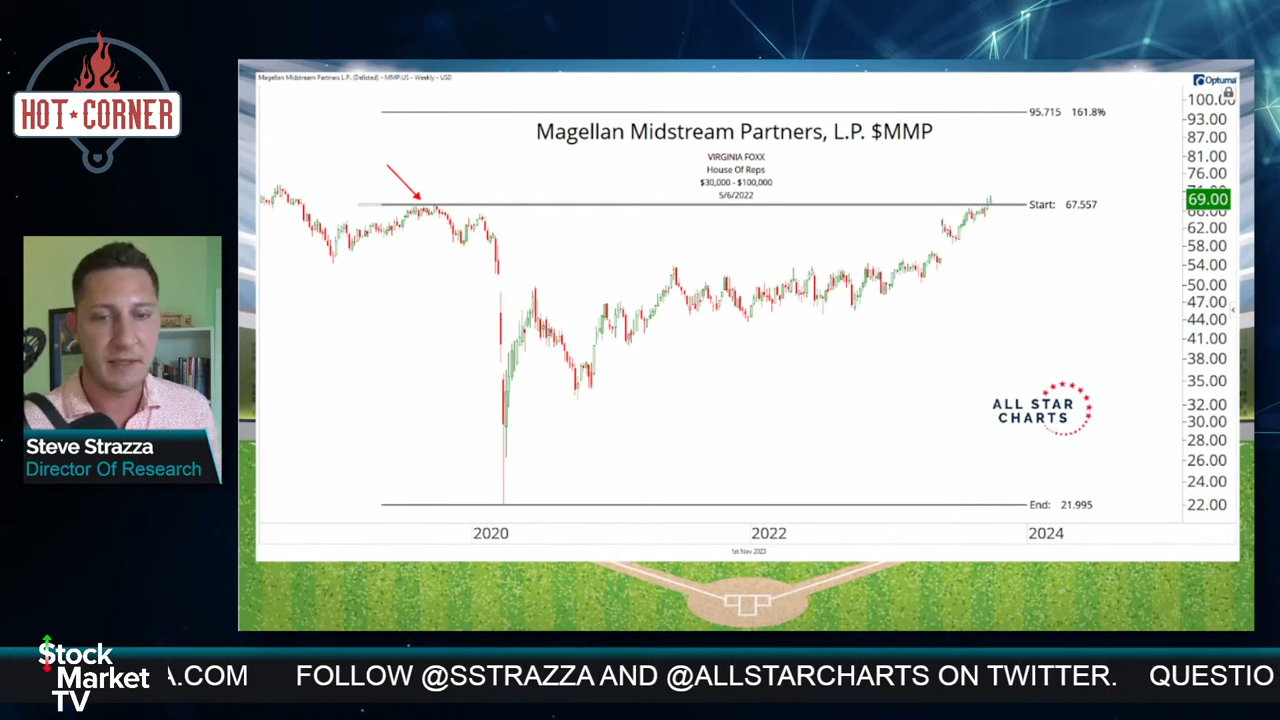 HOT★CORNER
Magellan Midstream Partners L.P. (Delisted) - MMP.US - Weekly - USD
Optuma
95.715 161.8%
Magellan Midstream Partners, L.P. $MMP
VIRGINIA FOXX
House Of Reps
$30,000 - $100,000
5/6/2022
Start: 67.557
100.00
93.00
87.00
81.00
76.00
71.00
69.00
66.00
62.00
58.00
54.00
50.00
47.00
44.00
41.00
38.00
35.00
32.00
30.00
28.00
26.00
24.00
22.00
ALL STAR
CHARTS
End: 21.995
2020 2022 2024
1st Nov 2023
Steve Strazza
Director Of Research
$tock
Market
TV
A.COM FOLLOW @SSTRAZZA AND @ALLSTARCHARTS ON TWITTER. QUESTIO